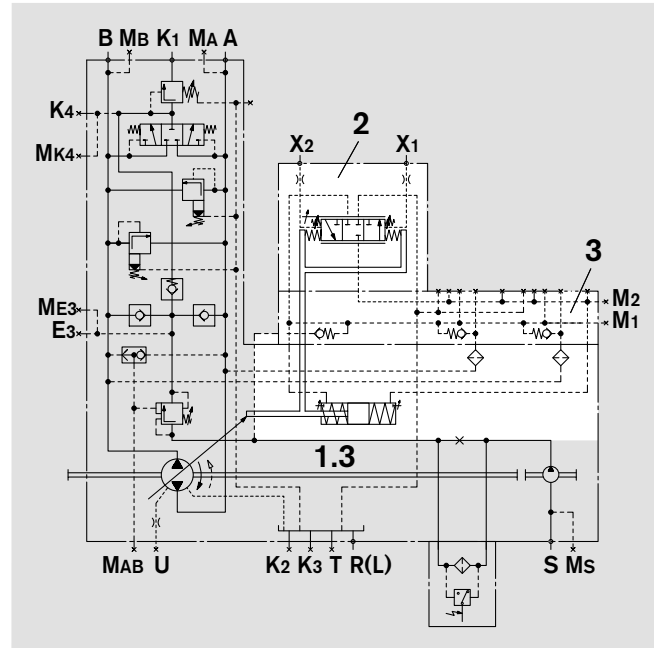 B MB K1 MA A
K4
MK4
X2 2 X1
3
ME3
E3
M2
M1
1.3
MAB U K2 K3 T R(L) S MS